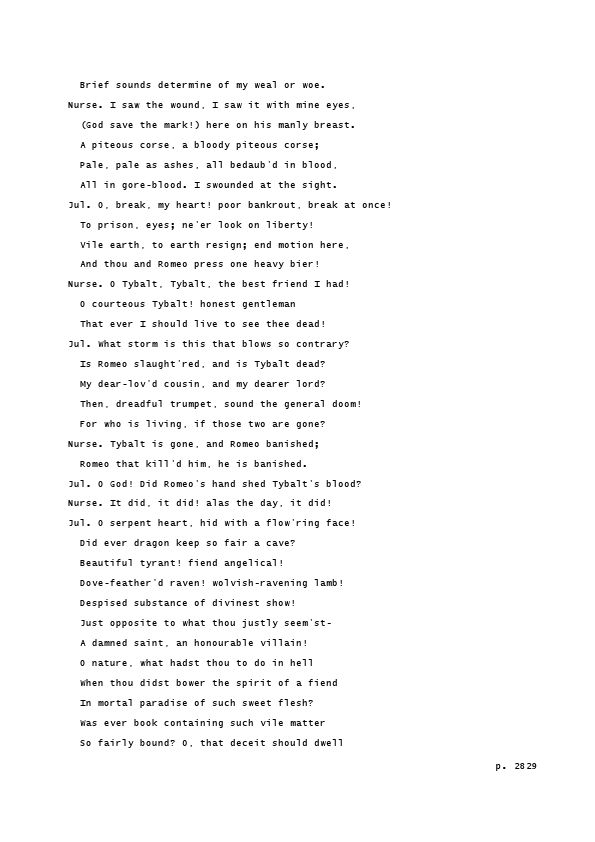 Brief sounds determine of my weal or woe.
Nurse. I saw the wound, I saw it with mine eyes,
(God save the mark!) here on his manly breast.
A piteous corse, a bloody piteous corse;
Pale, pale as ashes, all bedaub'd in blood,
All in gore-blood. I swounded at the sight.
Jul. O, break, my heart! poor bankrout, break at once!
To prison, eyes; ne'er look on liberty!
Vile earth, to earth resign; end motion here,
And thou and Romeo press one heavy bier!
Nurse. O Tybalt, Tybalt, the best friend I had!
O courteous Tybalt! honest gentleman
That ever I should live to see thee dead!
Jul. What storm is this that blows so contrary?
Is Romeo slaught'red, and is Tybalt dead?
My dear-lov'd cousin, and my dearer lord?
Then, dreadful trumpet, sound the general doom!
For who is living, if those two are gone?
Nurse. Tybalt is gone, and Romeo banished;
Romeo that kill'd him, he is banished.
Jul. O God! Did Romeo's hand shed Tybalt's blood?
Nurse. It did, it did! alas the day, it did!
Jul. O serpent heart, hid with a flow'ring face!
Did ever dragon keep so fair a cave?
Beautiful tyrant! fiend angelical!
Dove-feather'd raven! wolvish-ravening lamb!
Despised substance of divinest show!
Just opposite to what thou justly seem'st-
A damned saint, an honourable villain!
O nature, what hadst thou to do in hell
When thou didst bower the spirit of a fiend
In mortal paradise of such sweet flesh?
Was ever book containing such vile matter
So fairly bound? O, that deceit should dwell
p. 2829